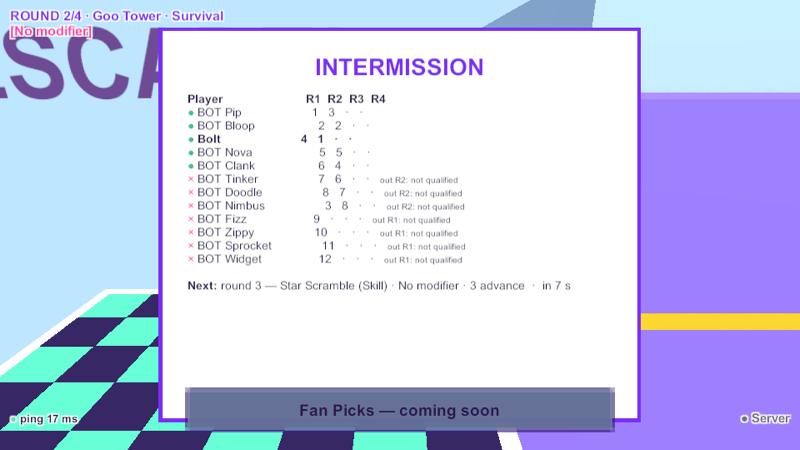 ROUND 2/4 · Goo Tower · Survival
[No modifier]
INTERMISSION
Player R1 R2 R3 R4
● BOT Pip 1 3 · ·
● BOT Bloop 2 2 · ·
● Bolt 4 1 · ·
● BOT Nova 5 5 · ·
● BOT Clank 6 4 · ·
× BOT Tinker 7 6 · · out R2: not qualified
× BOT Doodle 8 7 · · out R2: not qualified
× BOT Nimbus 3 8 · · out R2: not qualified
× BOT Fizz 9 · · · out R1: not qualified
× BOT Zippy 10 · · · out R1: not qualified
× BOT Sprocket 11 · · · out R1: not qualified
× BOT Widget 12 · · · out R1: not qualified
Next: round 3 — Star Scramble (Skill) · No modifier · 3 advance · in 7 s
Fan Picks — coming soon
● ping 17 ms
● Server